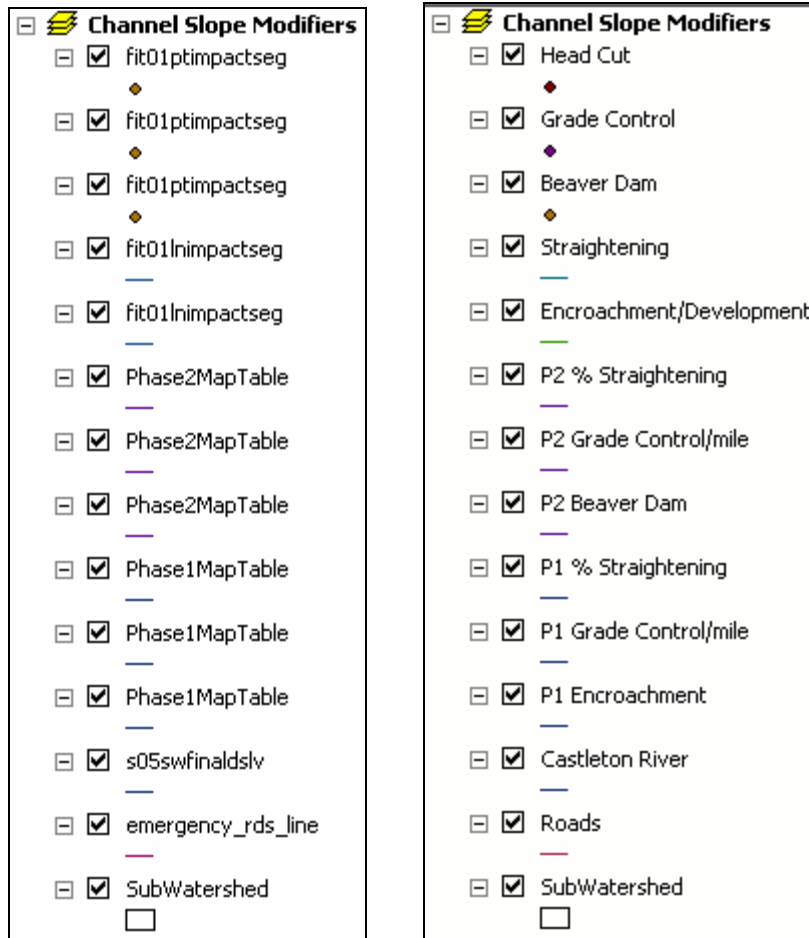 Channel Slope Modifiers
fit01ptimpactseg
fit01ptimpactseg
fit01ptimpactseg
fit01lnimpactseg
fit01lnimpactseg
Phase2MapTable
Phase2MapTable
Phase2MapTable
Phase1MapTable
Phase1MapTable
Phase1MapTable
s05swfinaldslv
emergency_rds_line
SubWatershed
Channel Slope Modifiers
Head Cut
Grade Control
Beaver Dam
Straightening
Encroachment/Development
P2 % Straightening
P2 Grade Control/mile
P2 Beaver Dam
P1 % Straightening
P1 Grade Control/mile
P1 Encroachment
Castleton River
Roads
SubWatershed